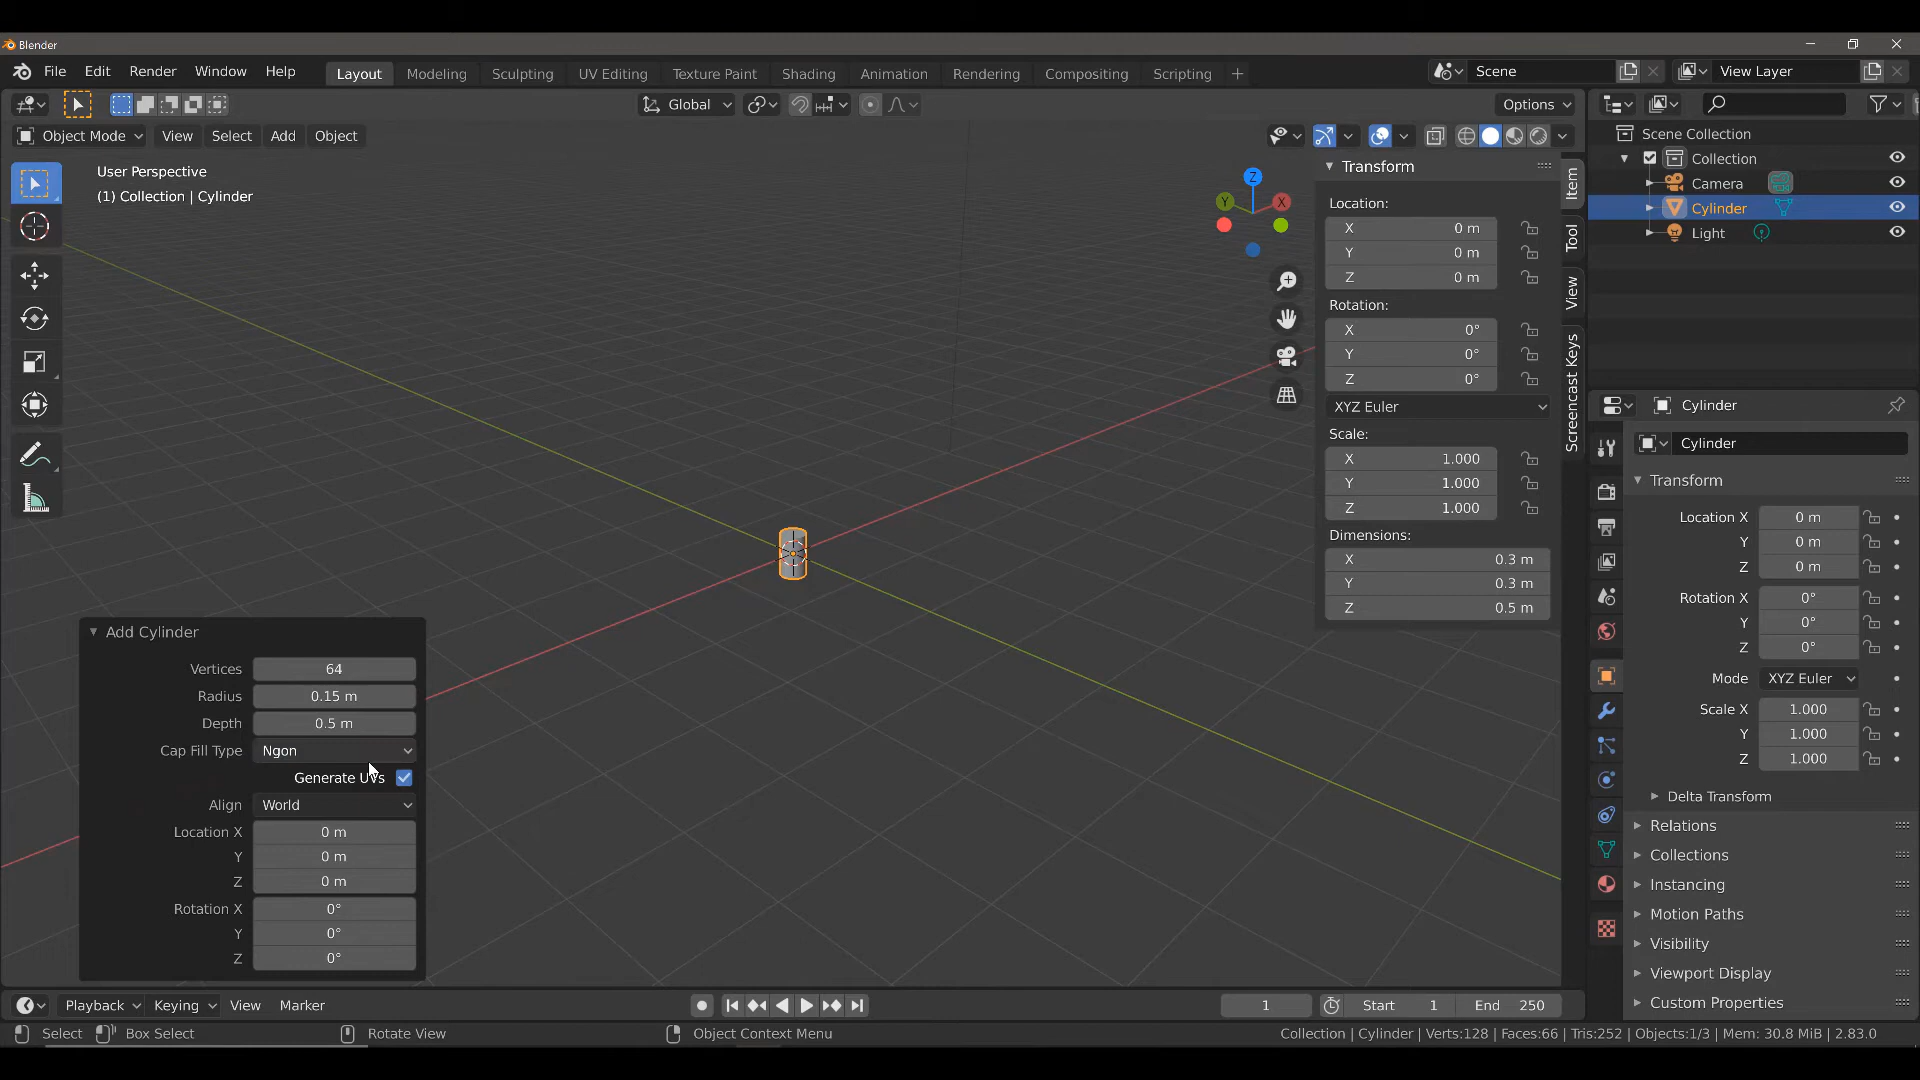 Blender
File Edit Render Window Help Layout Modeling Sculpting UV Editing Texture Paint Shading Animation Rendering Compositing Scripting + Scene View Layer
Global Options
Object Mode View Select Add Object
User Perspective
(1) Collection | Cylinder
Z
Y X
Transform
Location:
X 0 m
Y 0 m
Z 0 m
Rotation:
X 0°
Y 0°
Z 0°
XYZ Euler
Scale:
X 1.000
Y 1.000
Z 1.000
Dimensions:
X 0.3 m
Y 0.3 m
Z 0.5 m
Item
Tool
View
Screencast Keys
Scene Collection
Collection
Camera
Cylinder
Light
Cylinder
Cylinder
Transform
Location X 0 m
Y 0 m
Z 0 m
Rotation X 0°
Y 0°
Z 0°
Mode XYZ Euler
Scale X 1.000
Y 1.000
Z 1.000
Delta Transform
Relations
Collections
Instancing
Motion Paths
Visibility
Viewport Display
Custom Properties
Add Cylinder
Vertices 64
Radius 0.15 m
Depth 0.5 m
Cap Fill Type Ngon
Generate UVs
Align World
Location X 0 m
Y 0 m
Z 0 m
Rotation X 0°
Y 0°
Z 0°
Playback Keying View Marker 1 Start 1 End 250
Select Box Select Rotate View Object Context Menu Collection | Cylinder | Verts:128 | Faces:66 | Tris:252 | Objects:1/3 | Mem: 30.8 MiB | 2.83.0